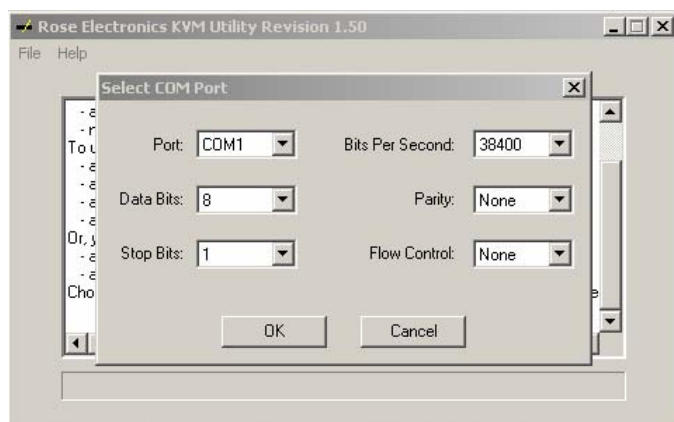 Rose Electronics KVM Utility Revision 1.50
File Help
Select COM Port
Port: COM1 Bits Per Second: 38400
Data Bits: 8 Parity: None
Stop Bits: 1 Flow Control: None
To u
Or, y
Cho
OK Cancel